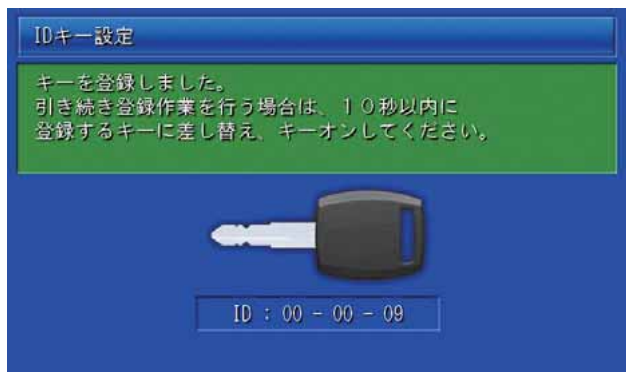 IDキー設定
キーを登録しました。
引き続き登録作業を行う場合は、１０秒以内に
登録するキーに差し替え、キーオンしてください。
ID : 00 - 00 - 09